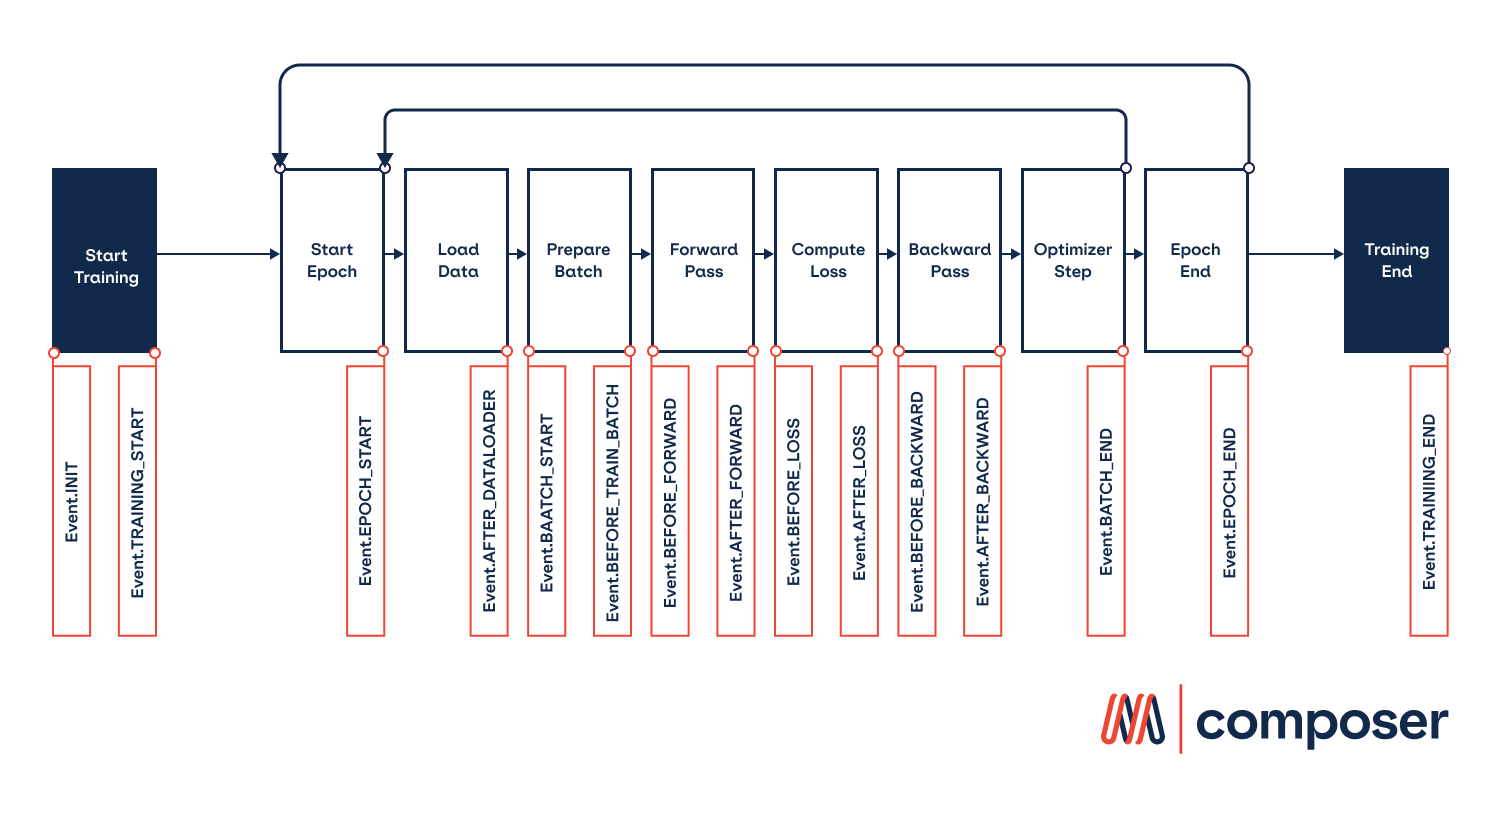 Start
Training
Start
Epoch
Load
Data
Prepare
Batch
Forward
Pass
Compute
Loss
Backward
Pass
Optimizer
Step
Epoch
End
Training
End
Event.INIT
Event.TRAINING_START
Event.EPOCH_START
Event.AFTER_DATALOADER
Event.BAATCH_START
Event.BEFORE_TRAIN_BATCH
Event.BEFORE_FORWARD
Event.AFTER_FORWARD
Event.BEFORE_LOSS
Event.AFTER_LOSS
Event.BEFORE_BACKWARD
Event.AFTER_BACKWARD
Event.BATCH_END
Event.EPOCH_END
Event.TRAINIING_END
composer